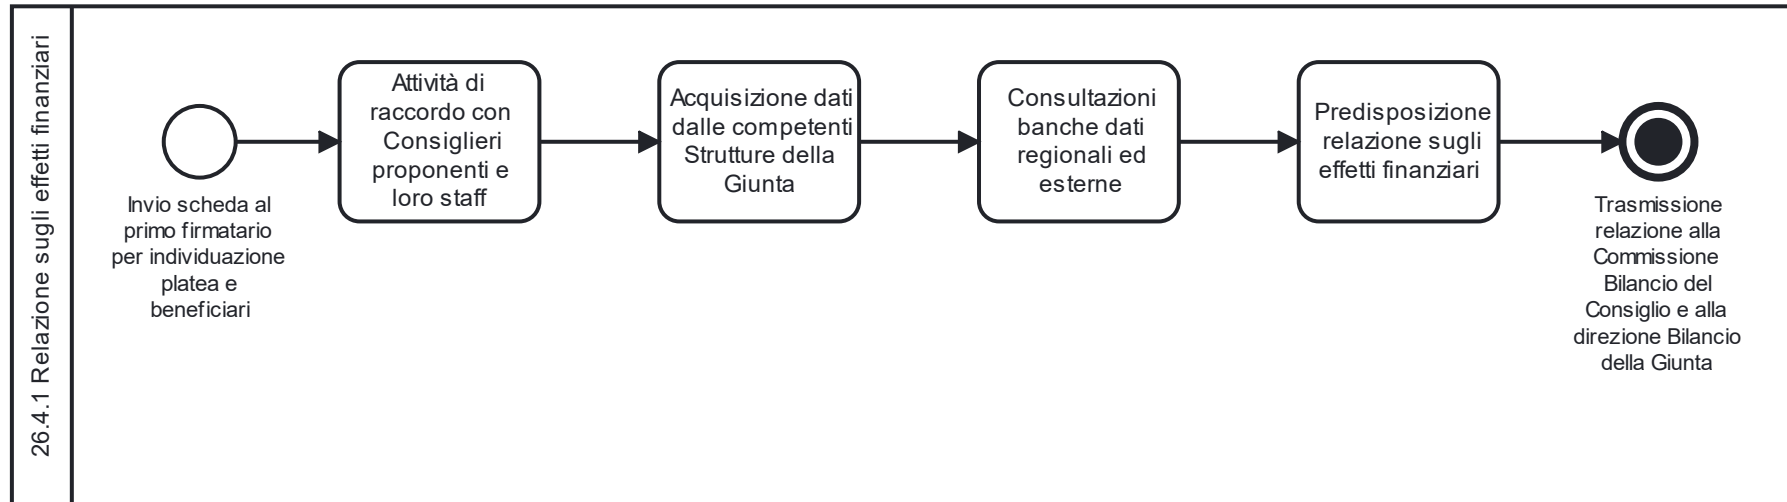 26.4.1 Relazione sugli effetti finanziari
Invio scheda al
primo firmatario
per individuazione
platea e
beneficiari
Attività di
raccordo con
Consiglieri
proponenti e
loro staff
Acquisizione dati
dalle competenti
Strutture della
Giunta
Consultazioni
banche dati
regionali ed
esterne
Predisposizione
relazione sugli
effetti finanziari
Trasmissione
relazione alla
Commissione
Bilancio del
Consiglio e alla
direzione Bilancio
della Giunta